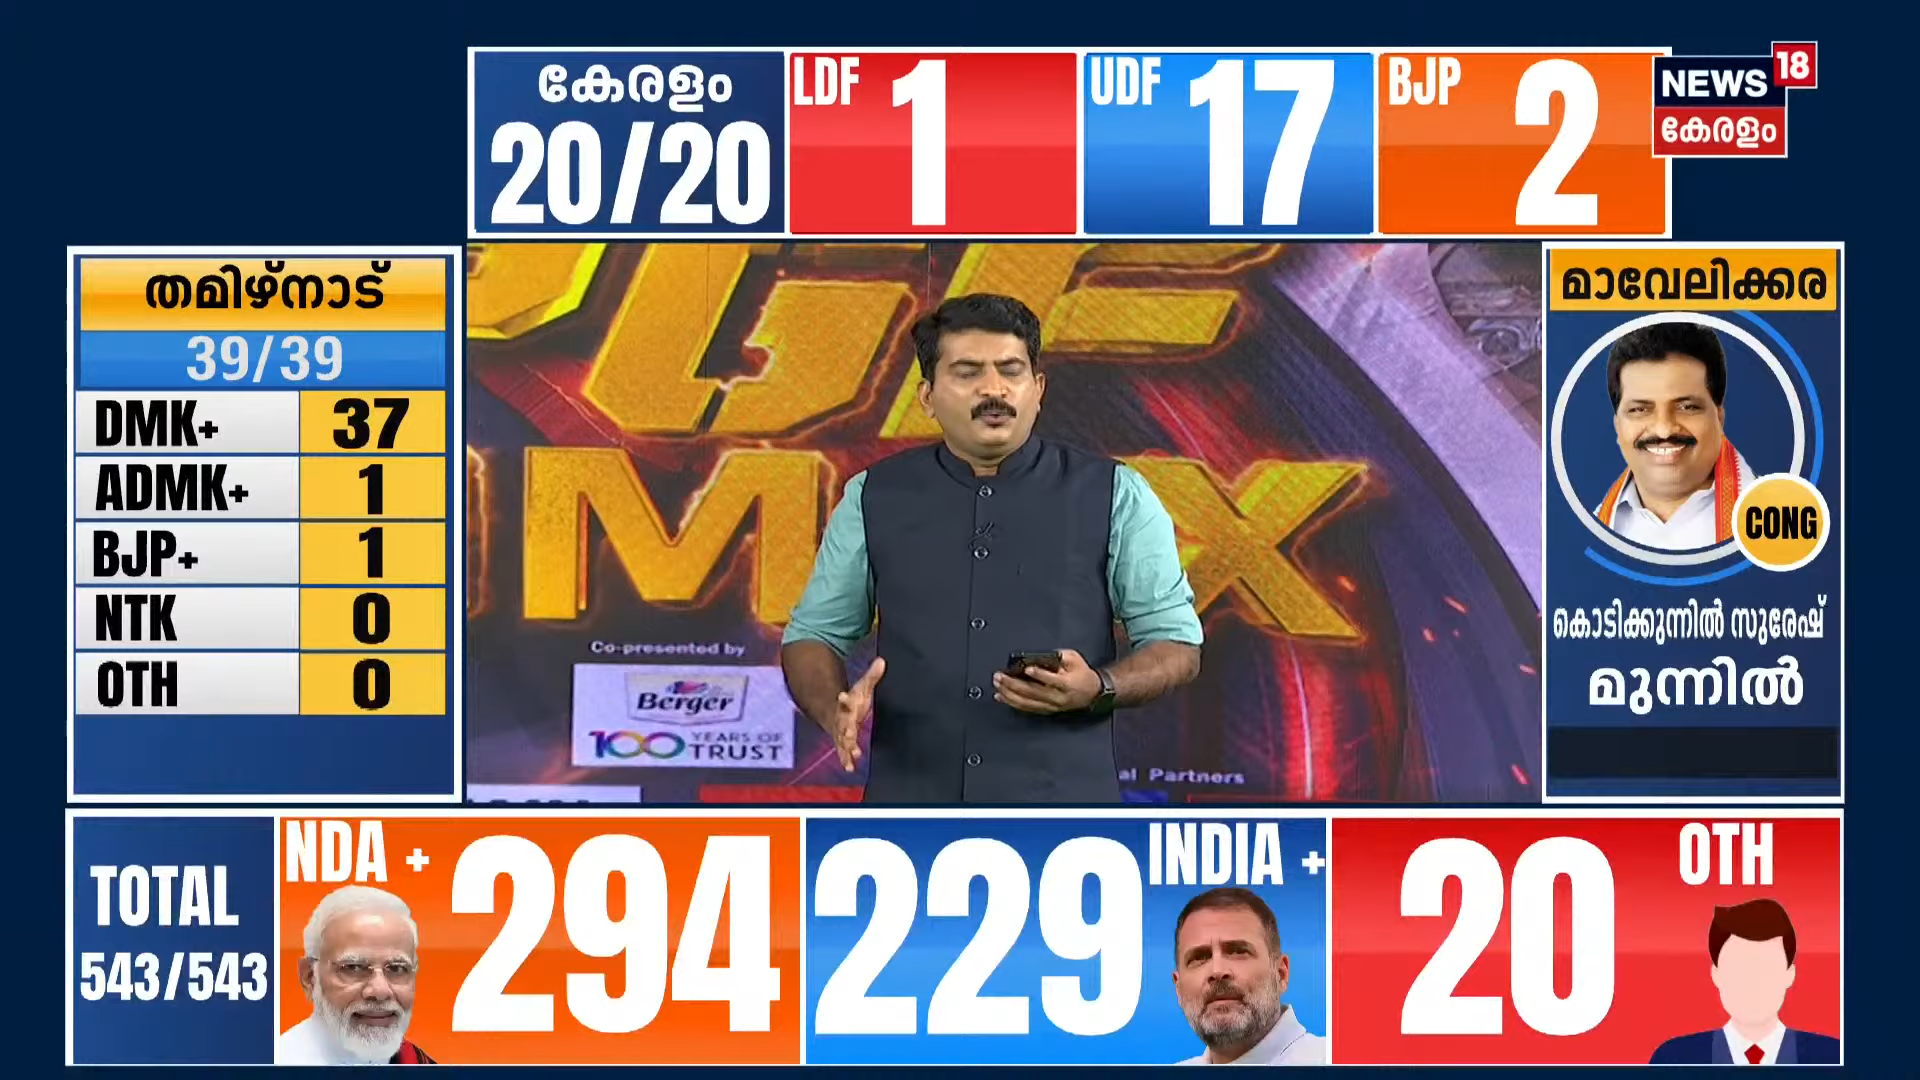 കേരളം
20/20
LDF 1
UDF 17
BJP 2
NEWS 18
കേരളം
തമിഴ്നാട്
39/39
DMK+ 37
ADMK+ 1
BJP+ 1
NTK 0
OTH 0
Co-presented by
Berger
100 YEARS OF
TRUST
Partners
മാവേലിക്കര
CONG
കൊടിക്കുന്നിൽ സുരേഷ്
മുന്നിൽ
TOTAL
543/543
NDA + 294
229 INDIA +
20 OTH